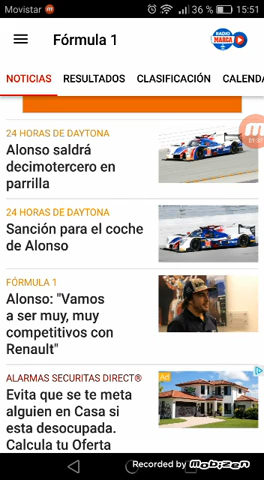 Movistar
36 %
15:51
Fórmula 1
RADIO
MARCA
NOTICIAS RESULTADOS CLASIFICACIÓN CALENDA
24 HORAS DE DAYTONA
Alonso saldrá
decimotercero en
parrilla
24 HORAS DE DAYTONA
Sanción para el coche
de Alonso
FÓRMULA 1
Alonso: "Vamos
a ser muy, muy
competitivos con
Renault"
ALARMAS SECURITAS DIRECT®
Ad
Evita que se te meta
alguien en Casa si
esta desocupada.
Calcula tu Oferta
Recorded by MOBIZEN